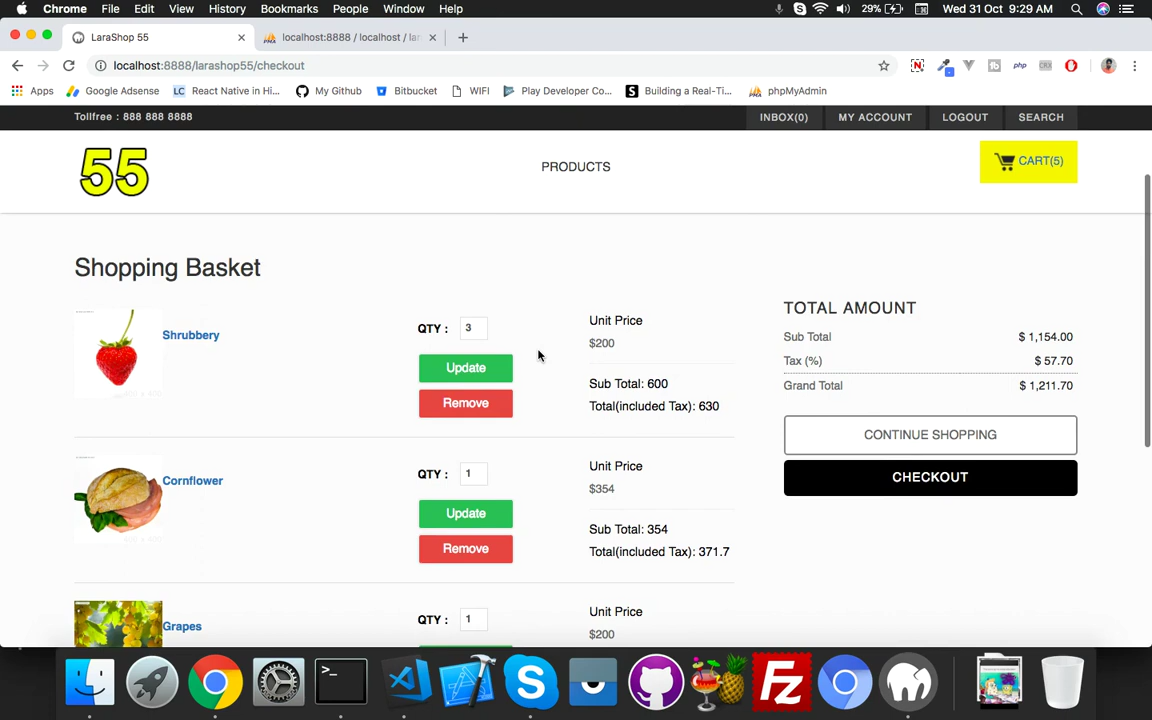 Chrome File Edit View History Bookmarks People Window Help 29% Wed 31 Oct 9:29 AM
LaraShop 55 localhost:8888 / localhost / lar
localhost:8888/larashop55/checkout
Apps Google Adsense LC React Native in Hi... My Github Bitbucket WIFI Play Developer Co... S Building a Real-Ti... phpMyAdmin
Tollfree : 888 888 8888 INBOX(0) MY ACCOUNT LOGOUT SEARCH
55 PRODUCTS CART(5)
Shopping Basket
Shrubbery
QTY : 3
Update
Remove
Unit Price
$200
Sub Total: 600
Total(included Tax): 630
Cornflower
QTY : 1
Update
Remove
Unit Price
$354
Sub Total: 354
Total(included Tax): 371.7
Grapes
QTY : 1
Unit Price
$200
TOTAL AMOUNT
Sub Total $ 1,154.00
Tax (%) $ 57.70
Grand Total $ 1,211.70
CONTINUE SHOPPING
CHECKOUT